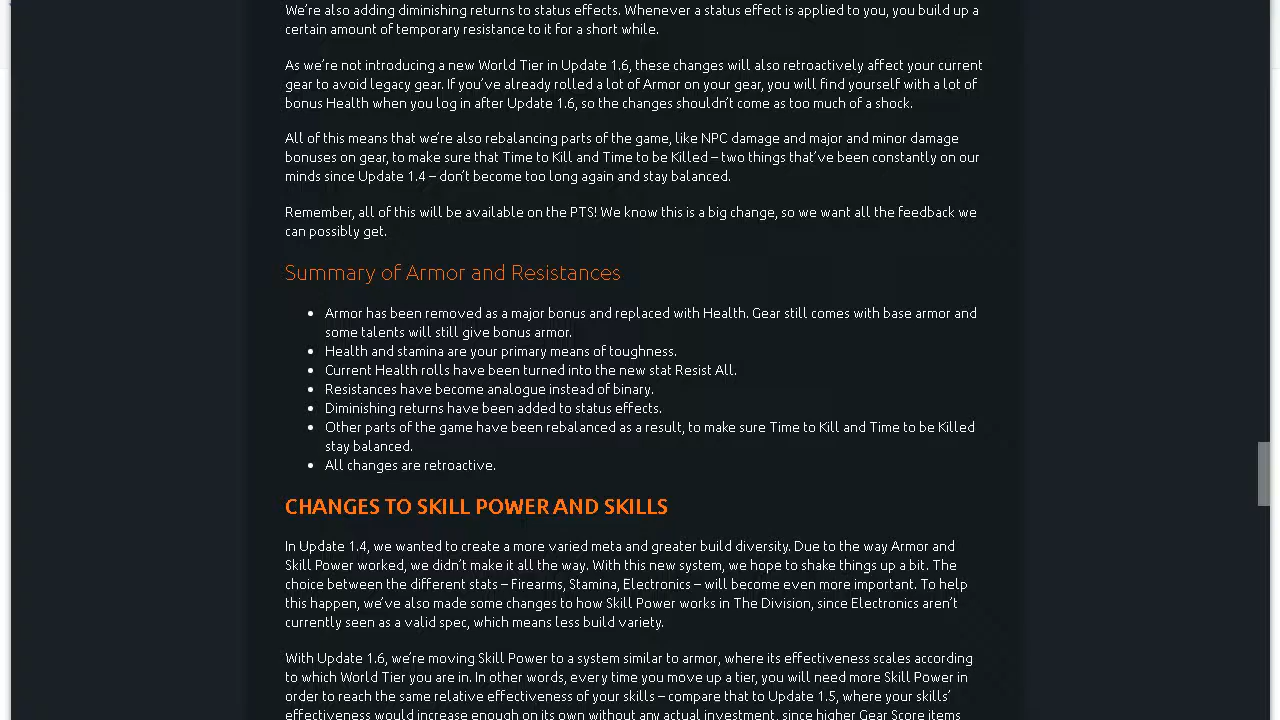 We're also adding diminishing returns to status effects. Whenever a status effect is applied to you, you build up a
certain amount of temporary resistance to it for a short while.
As we're not introducing a new World Tier in Update 1.6, these changes will also retroactively affect your current
gear to avoid legacy gear. If you've already rolled a lot of Armor on your gear, you will find yourself with a lot of
bonus Health when you log in after Update 1.6, so the changes shouldn't come as too much of a shock.
All of this means that we're also rebalancing parts of the game, like NPC damage and major and minor damage
bonuses on gear, to make sure that Time to Kill and Time to be Killed – two things that've been constantly on our
minds since Update 1.4 – don't become too long again and stay balanced.
Remember, all of this will be available on the PTS! We know this is a big change, so we want all the feedback we
can possibly get.
Summary of Armor and Resistances
• Armor has been removed as a major bonus and replaced with Health. Gear still comes with base armor and
some talents will still give bonus armor.
• Health and stamina are your primary means of toughness.
• Current Health rolls have been turned into the new stat Resist All.
• Resistances have become analogue instead of binary.
• Diminishing returns have been added to status effects.
• Other parts of the game have been rebalanced as a result, to make sure Time to Kill and Time to be Killed
stay balanced.
• All changes are retroactive.
CHANGES TO SKILL POWER AND SKILLS
In Update 1.4, we wanted to create a more varied meta and greater build diversity. Due to the way Armor and
Skill Power worked, we didn't make it all the way. With this new system, we hope to shake things up a bit. The
choice between the different stats – Firearms, Stamina, Electronics – will become even more important. To help
this happen, we've also made some changes to how Skill Power works in The Division, since Electronics aren't
currently seen as a valid spec, which means less build variety.
With Update 1.6, we're moving Skill Power to a system similar to armor, where its effectiveness scales according
to which World Tier you are in. In other words, every time you move up a tier, you will need more Skill Power in
order to reach the same relative effectiveness of your skills – compare that to Update 1.5, where your skills'
effectiveness would increase enough on its own without any actual investment, since higher Gear Score items